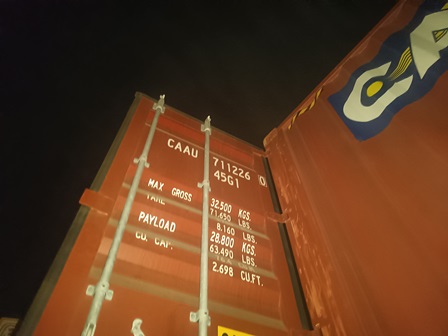 CA
CAAU 711226 0
45G1
MAX GROSS 32.500 KGS.
71.650 LBS.
TARE
8.160 LBS.
PAYLOAD 28.800 KGS.
63.490 LBS.
CU. CAP.
2.698 CU.FT.